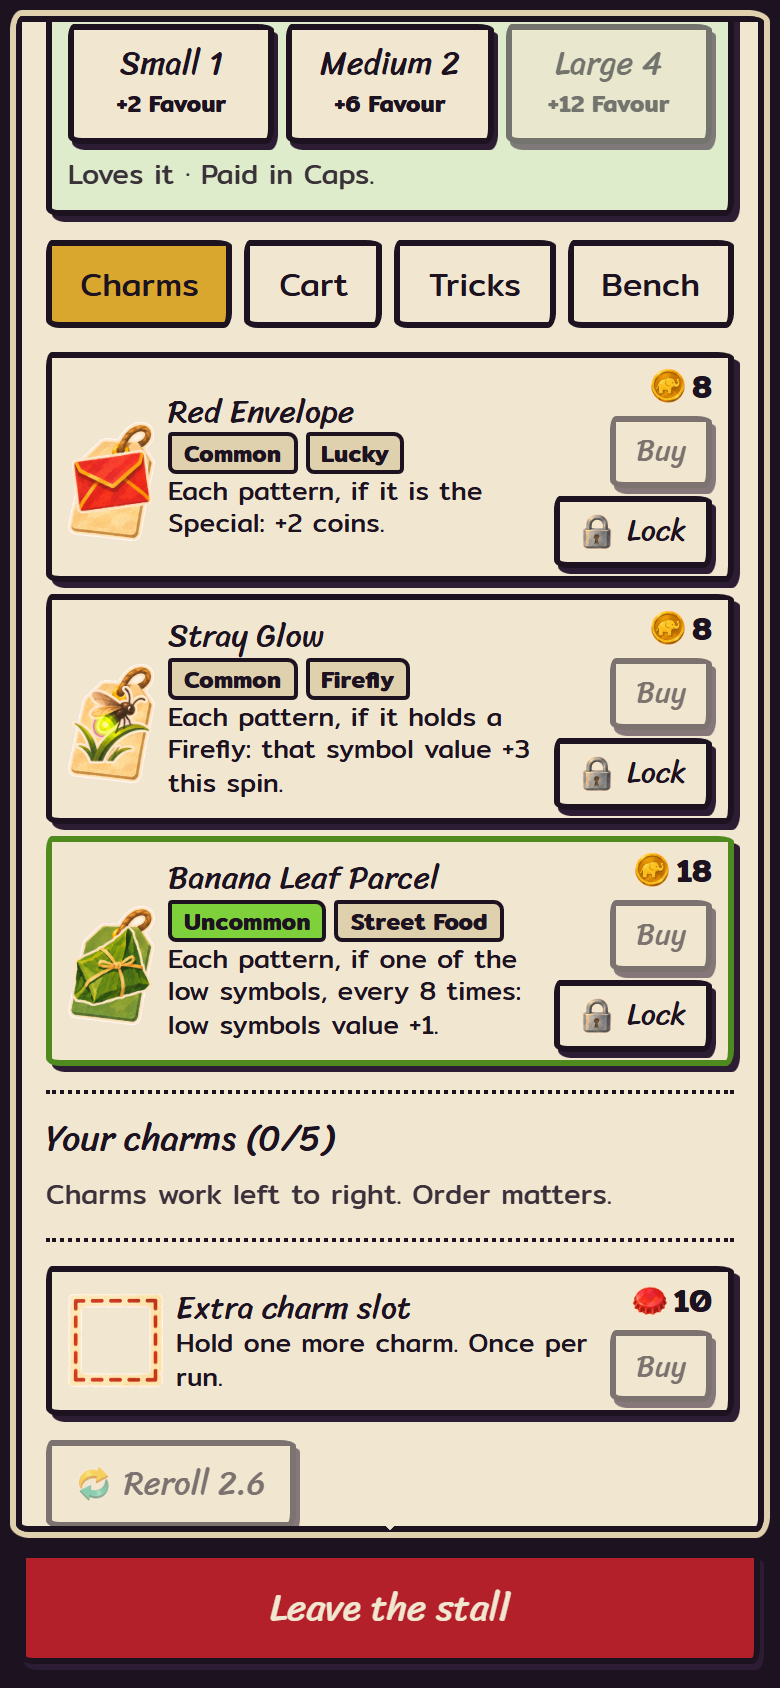 Small 1
+2 Favour
Medium 2
+6 Favour
Large 4
+12 Favour
Loves it · Paid in Caps.
Charms
Cart
Tricks
Bench
Red Envelope
8
Common
Lucky
Buy
Each pattern, if it is the
Special: +2 coins.
Lock
Stray Glow
8
Common
Firefly
Buy
Each pattern, if it holds a
Firefly: that symbol value +3
this spin.
Lock
Banana Leaf Parcel
18
Uncommon
Street Food
Buy
Each pattern, if one of the
low symbols, every 8 times:
low symbols value +1.
Lock
Your charms (0/5)
Charms work left to right. Order matters.
Extra charm slot
10
Hold one more charm. Once per
run.
Buy
Reroll 2.6
Leave the stall